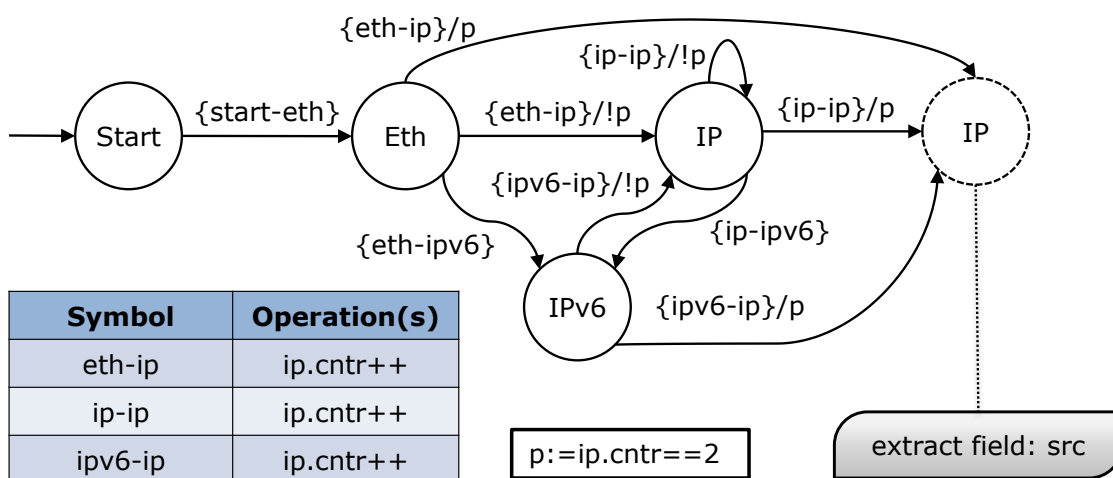 {eth-ip}/p
{ip-ip}/!p
Start
{start-eth}
Eth
{eth-ip}/!p
IP
{ip-ip}/p
IP
{ipv6-ip}/!p
{eth-ipv6}
{ip-ipv6}
IPv6
{ipv6-ip}/p
Symbol Operation(s)
eth-ip ip.cntr++
ip-ip ip.cntr++
ipv6-ip ip.cntr++
p:=ip.cntr==2
extract field: src